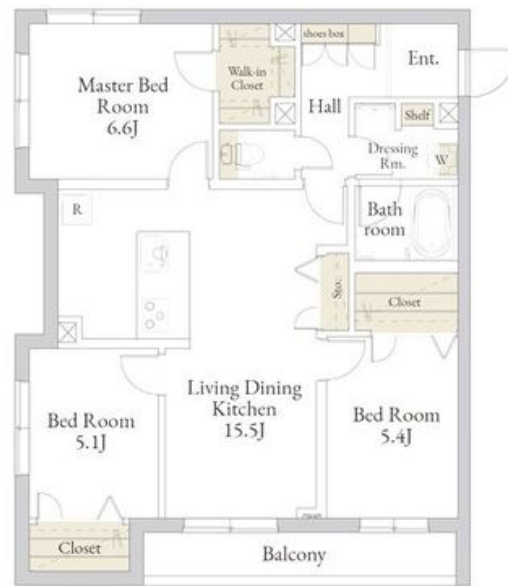 shoes box
Ent.
Walk-in
Closet
Master Bed
Room
6.6J
Hall
Shelf
Dressing
Rm.
W
R
Bath
room
Sto.
Closet
Living Dining
Kitchen
15.5J
Bed Room
5.1J
Bed Room
5.4J
Closet
Balcony